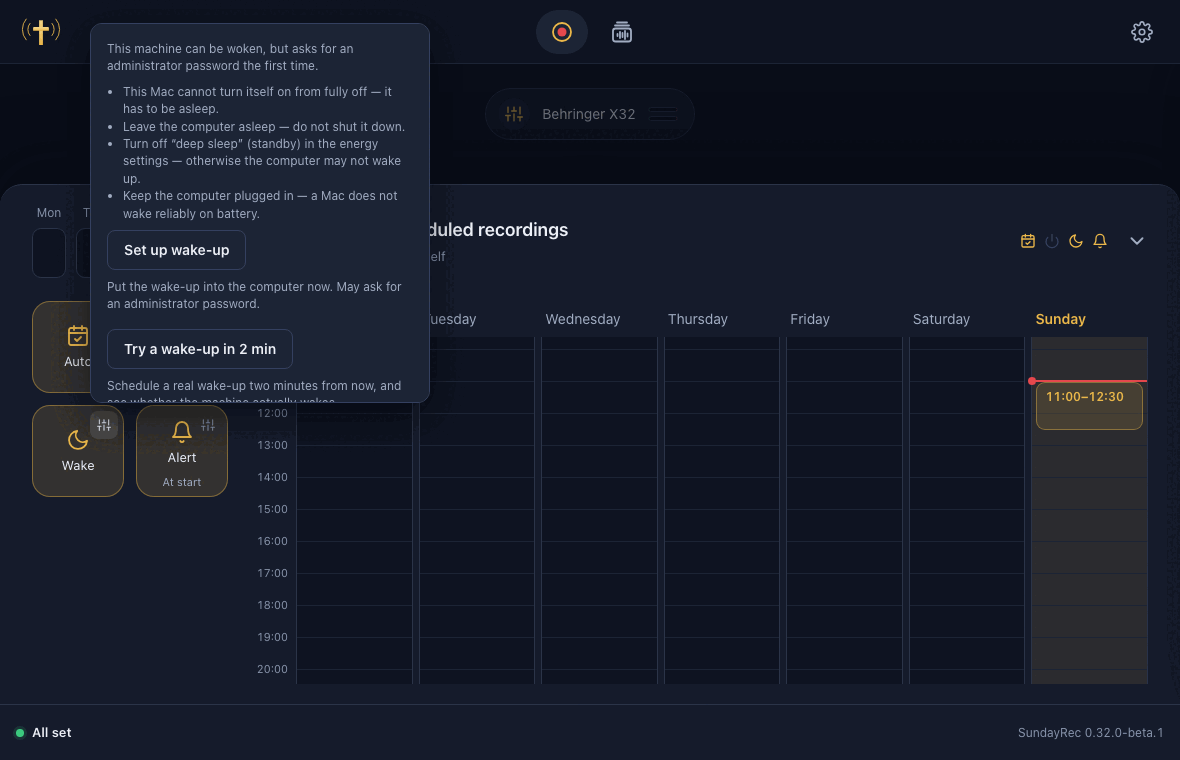 This machine can be woken, but asks for an
administrator password the first time.
• This Mac cannot turn itself on from fully off — it
has to be asleep.
• Leave the computer asleep — do not shut it down.
• Turn off “deep sleep” (standby) in the energy
settings — otherwise the computer may not wake
up.
• Keep the computer plugged in — a Mac does not
wake reliably on battery.
Set up wake-up
Put the wake-up into the computer now. May ask for
an administrator password.
Try a wake-up in 2 min
Schedule a real wake-up two minutes from now, and
see whether the machine actually wakes.
Behringer X32
Mon
duled recordings
elf
uesday
Wednesday
Thursday
Friday
Saturday
Sunday
11:00–12:30
Auto
Wake
Alert
At start
12:00
13:00
14:00
15:00
16:00
17:00
18:00
19:00
20:00
All set
SundayRec 0.32.0-beta.1